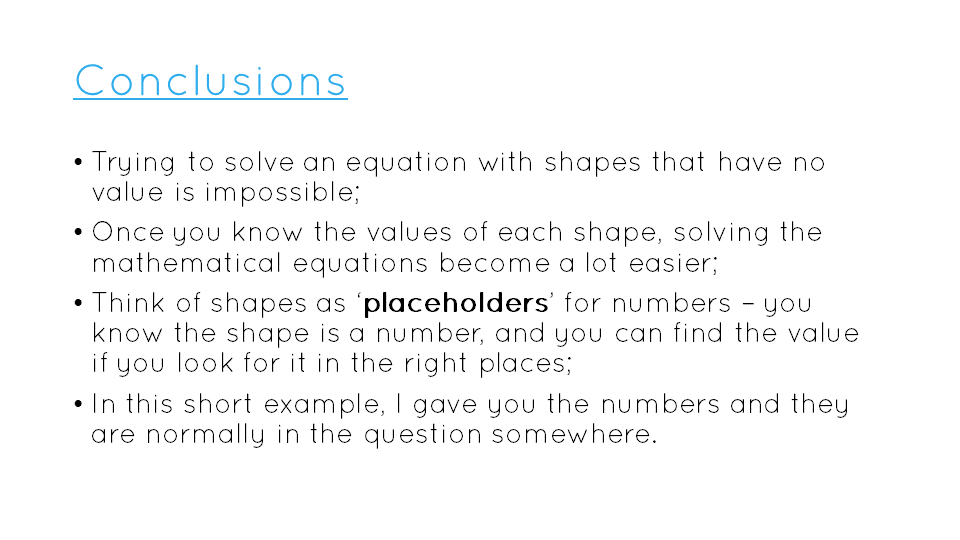 Conclusions
• Trying to solve an equation with shapes that have no
value is impossible;
• Once you know the values of each shape, solving the
mathematical equations become a lot easier;
• Think of shapes as ‘placeholders’ for numbers – you
know the shape is a number, and you can find the value
if you look for it in the right places;
• In this short example, I gave you the numbers and they
are normally in the question somewhere.